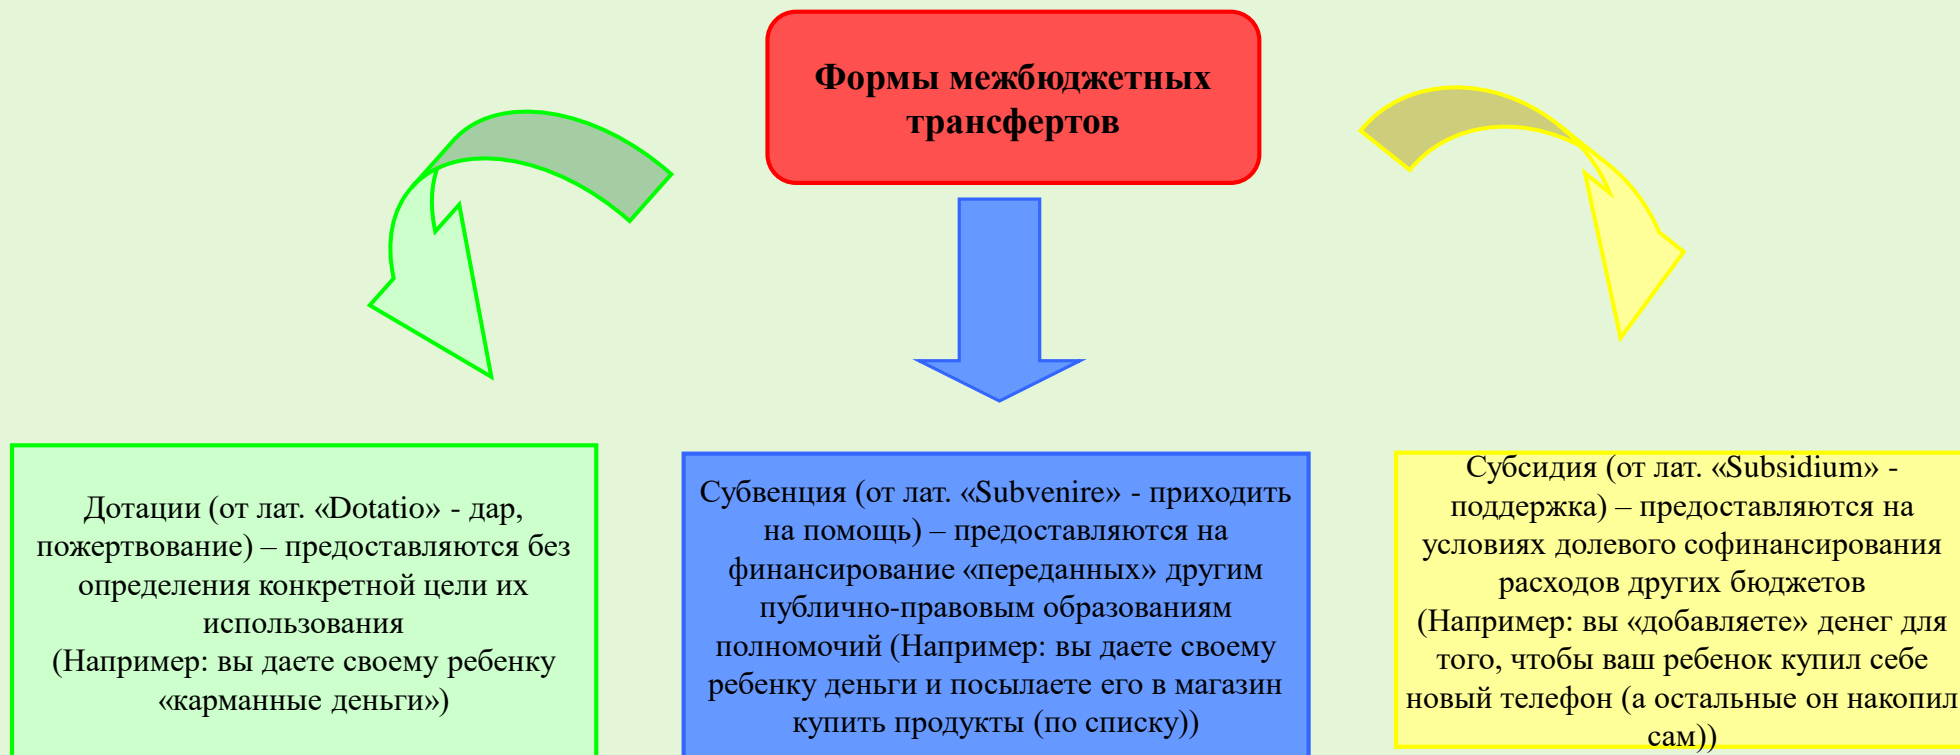 Формы межбюджетных
трансфертов
Дотации (от лат. «Dotatio» - дар,
пожертвование) – предоставляются без
определения конкретной цели их
использования
(Например: вы даете своему ребенку
«карманные деньги»)
Субвенция (от лат. «Subvenire» - приходить
на помощь) – предоставляются на
финансирование «переданных» другим
публично-правовым образованиям
полномочий (Например: вы даете своему
ребенку деньги и посылаете его в магазин
купить продукты (по списку))
Субсидия (от лат. «Subsidium» -
поддержка) – предоставляются на
условиях долевого софинансирования
расходов других бюджетов
(Например: вы «добавляете» денег для
того, чтобы ваш ребенок купил себе
новый телефон (а остальные он накопил
сам))